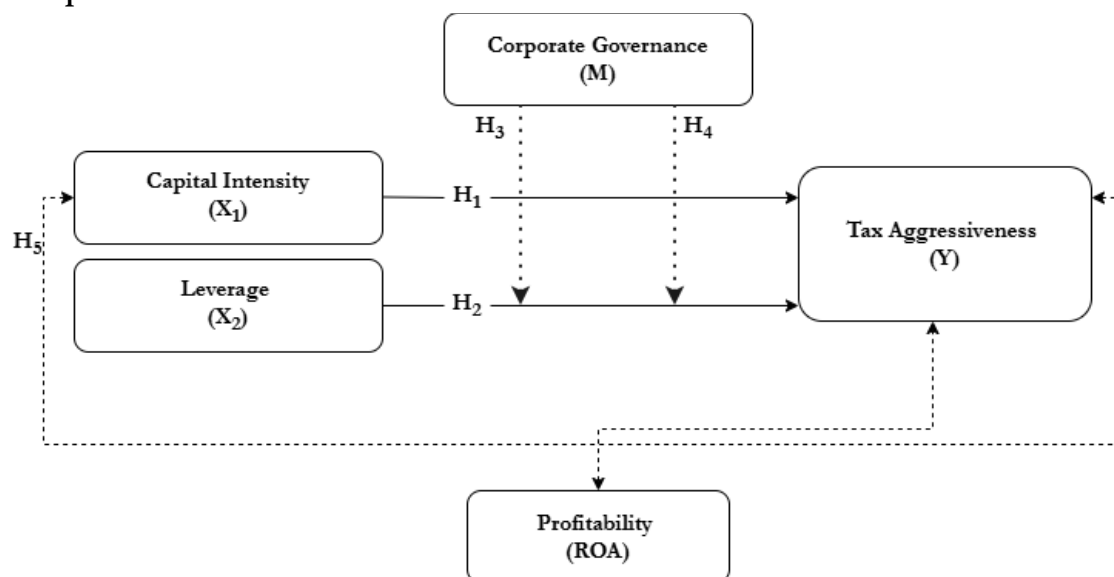 Corporate Governance
(M)
H3
H4
Capital Intensity
(X1)
H1
Tax Aggressiveness
(Y)
H5
Leverage
(X2)
H2
Profitability
(ROA)